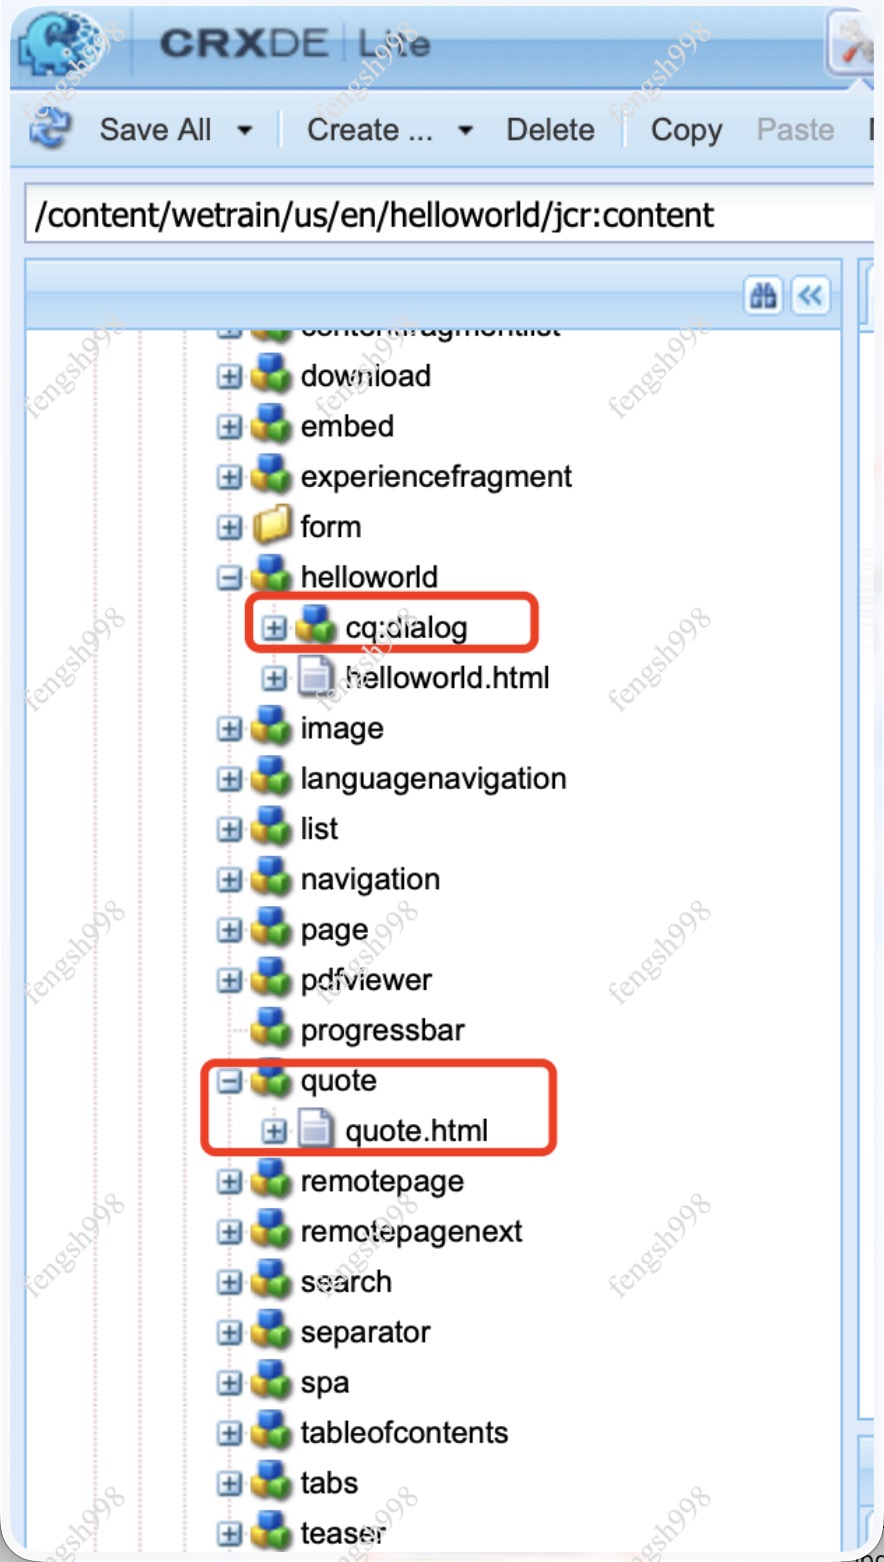 CRXDE | Lite
Save All Create ... Delete Copy Paste
/content/wetrain/us/en/helloworld/jcr:content
contentfragmentlist
download
embed
experiencefragment
form
helloworld
cq:dialog
helloworld.html
image
languagenavigation
list
navigation
page
pdfviewer
progressbar
quote
quote.html
remotepage
remotepagenext
search
separator
spa
tableofcontents
tabs
teaser
fengsh998